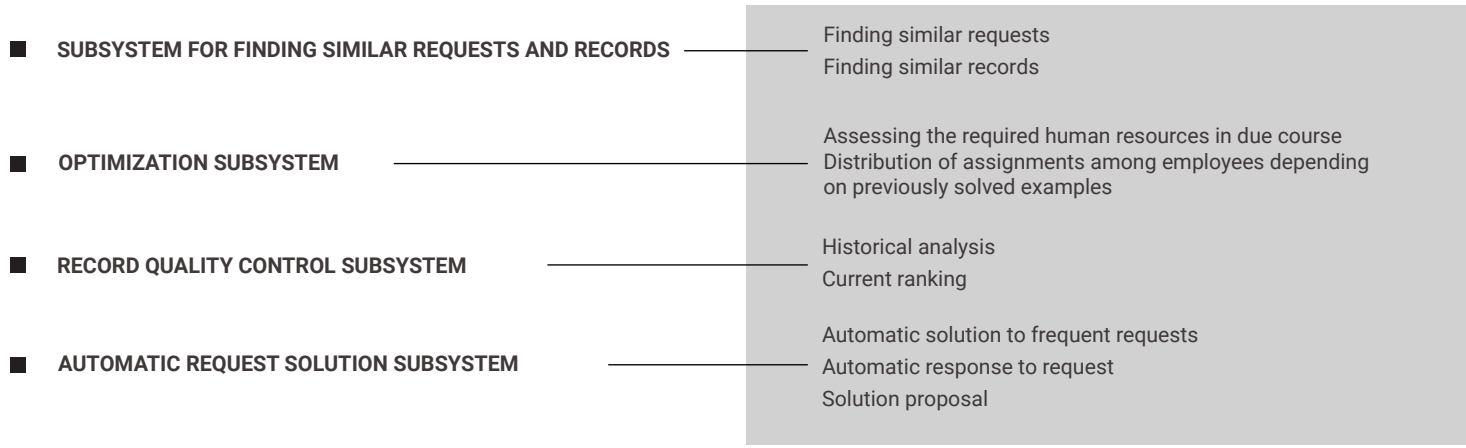 SUBSYSTEM FOR FINDING SIMILAR REQUESTS AND RECORDS
Finding similar requests
Finding similar records
OPTIMIZATION SUBSYSTEM
Assessing the required human resources in due course
Distribution of assignments among employees depending
on previously solved examples
RECORD QUALITY CONTROL SUBSYSTEM
Historical analysis
Current ranking
AUTOMATIC REQUEST SOLUTION SUBSYSTEM
Automatic solution to frequent requests
Automatic response to request
Solution proposal